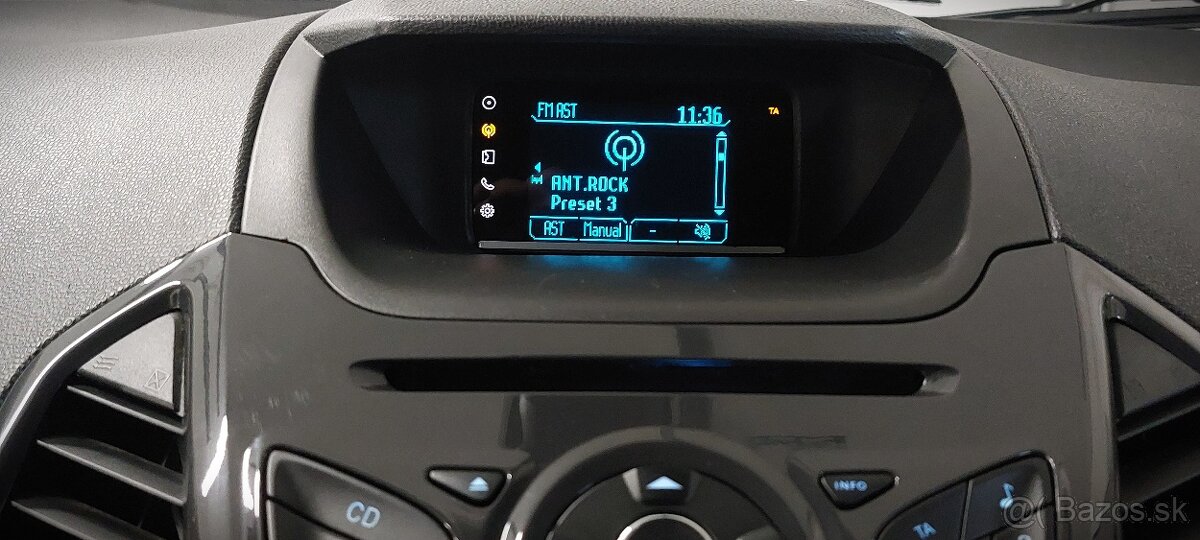 FM AST
11:36
TA
ANT.ROCK
Preset 3
AST Manual -
CD
INFO
TA
@ Bazos.sk